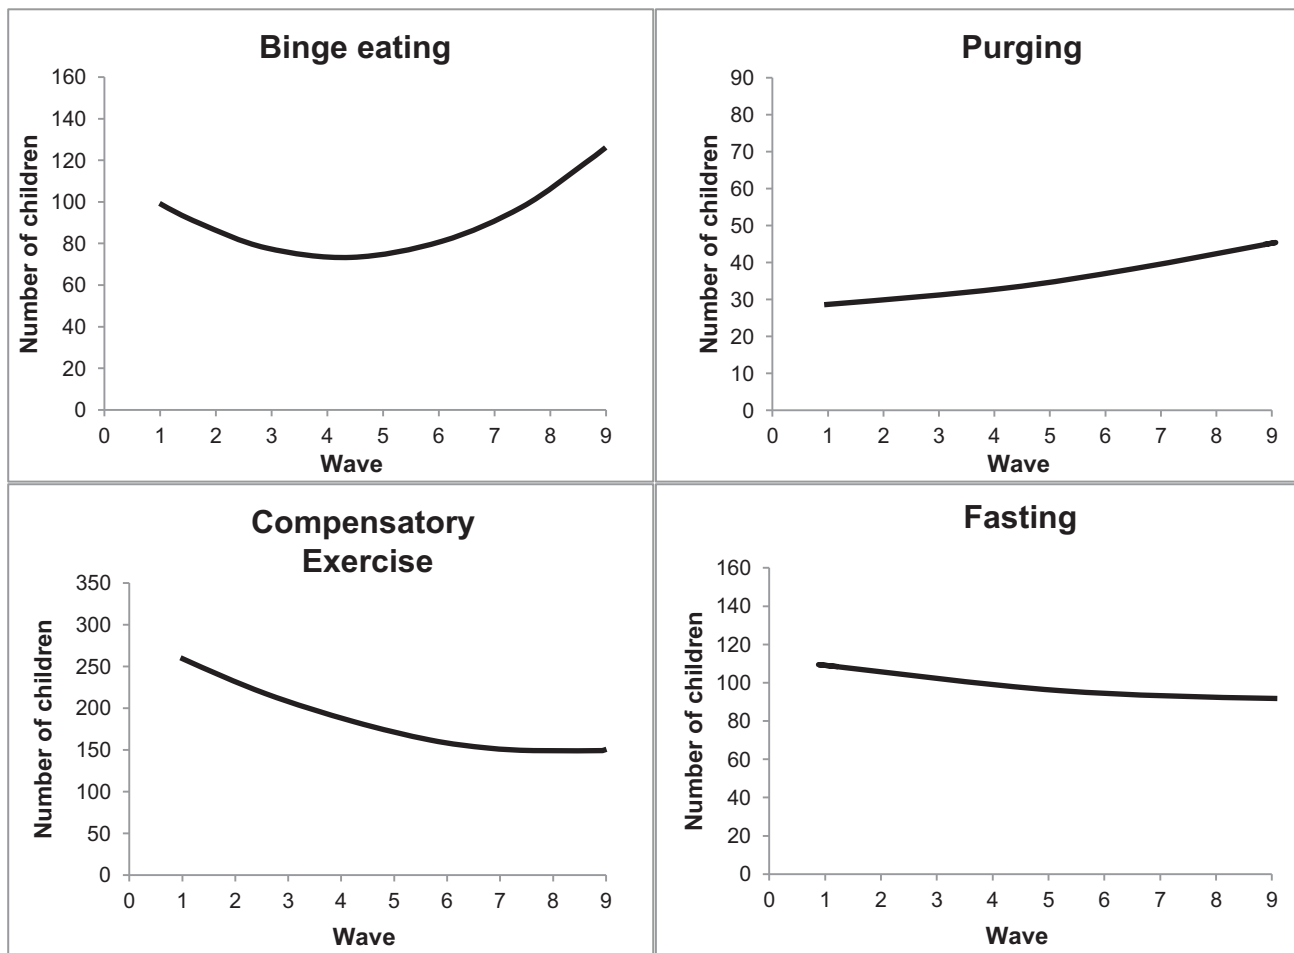 Binge eating
160
140
120
100
80
60
40
20
0
Number of children
0 1 2 3 4 5 6 7 8 9
Wave
Purging
90
80
70
60
50
40
30
20
10
0
Number of children
0 1 2 3 4 5 6 7 8 9
Wave
Compensatory
Exercise
350
300
250
200
150
100
50
0
Number of children
0 1 2 3 4 5 6 7 8 9
Wave
Fasting
160
140
120
100
80
60
40
20
0
Number of children
0 1 2 3 4 5 6 7 8 9
Wave